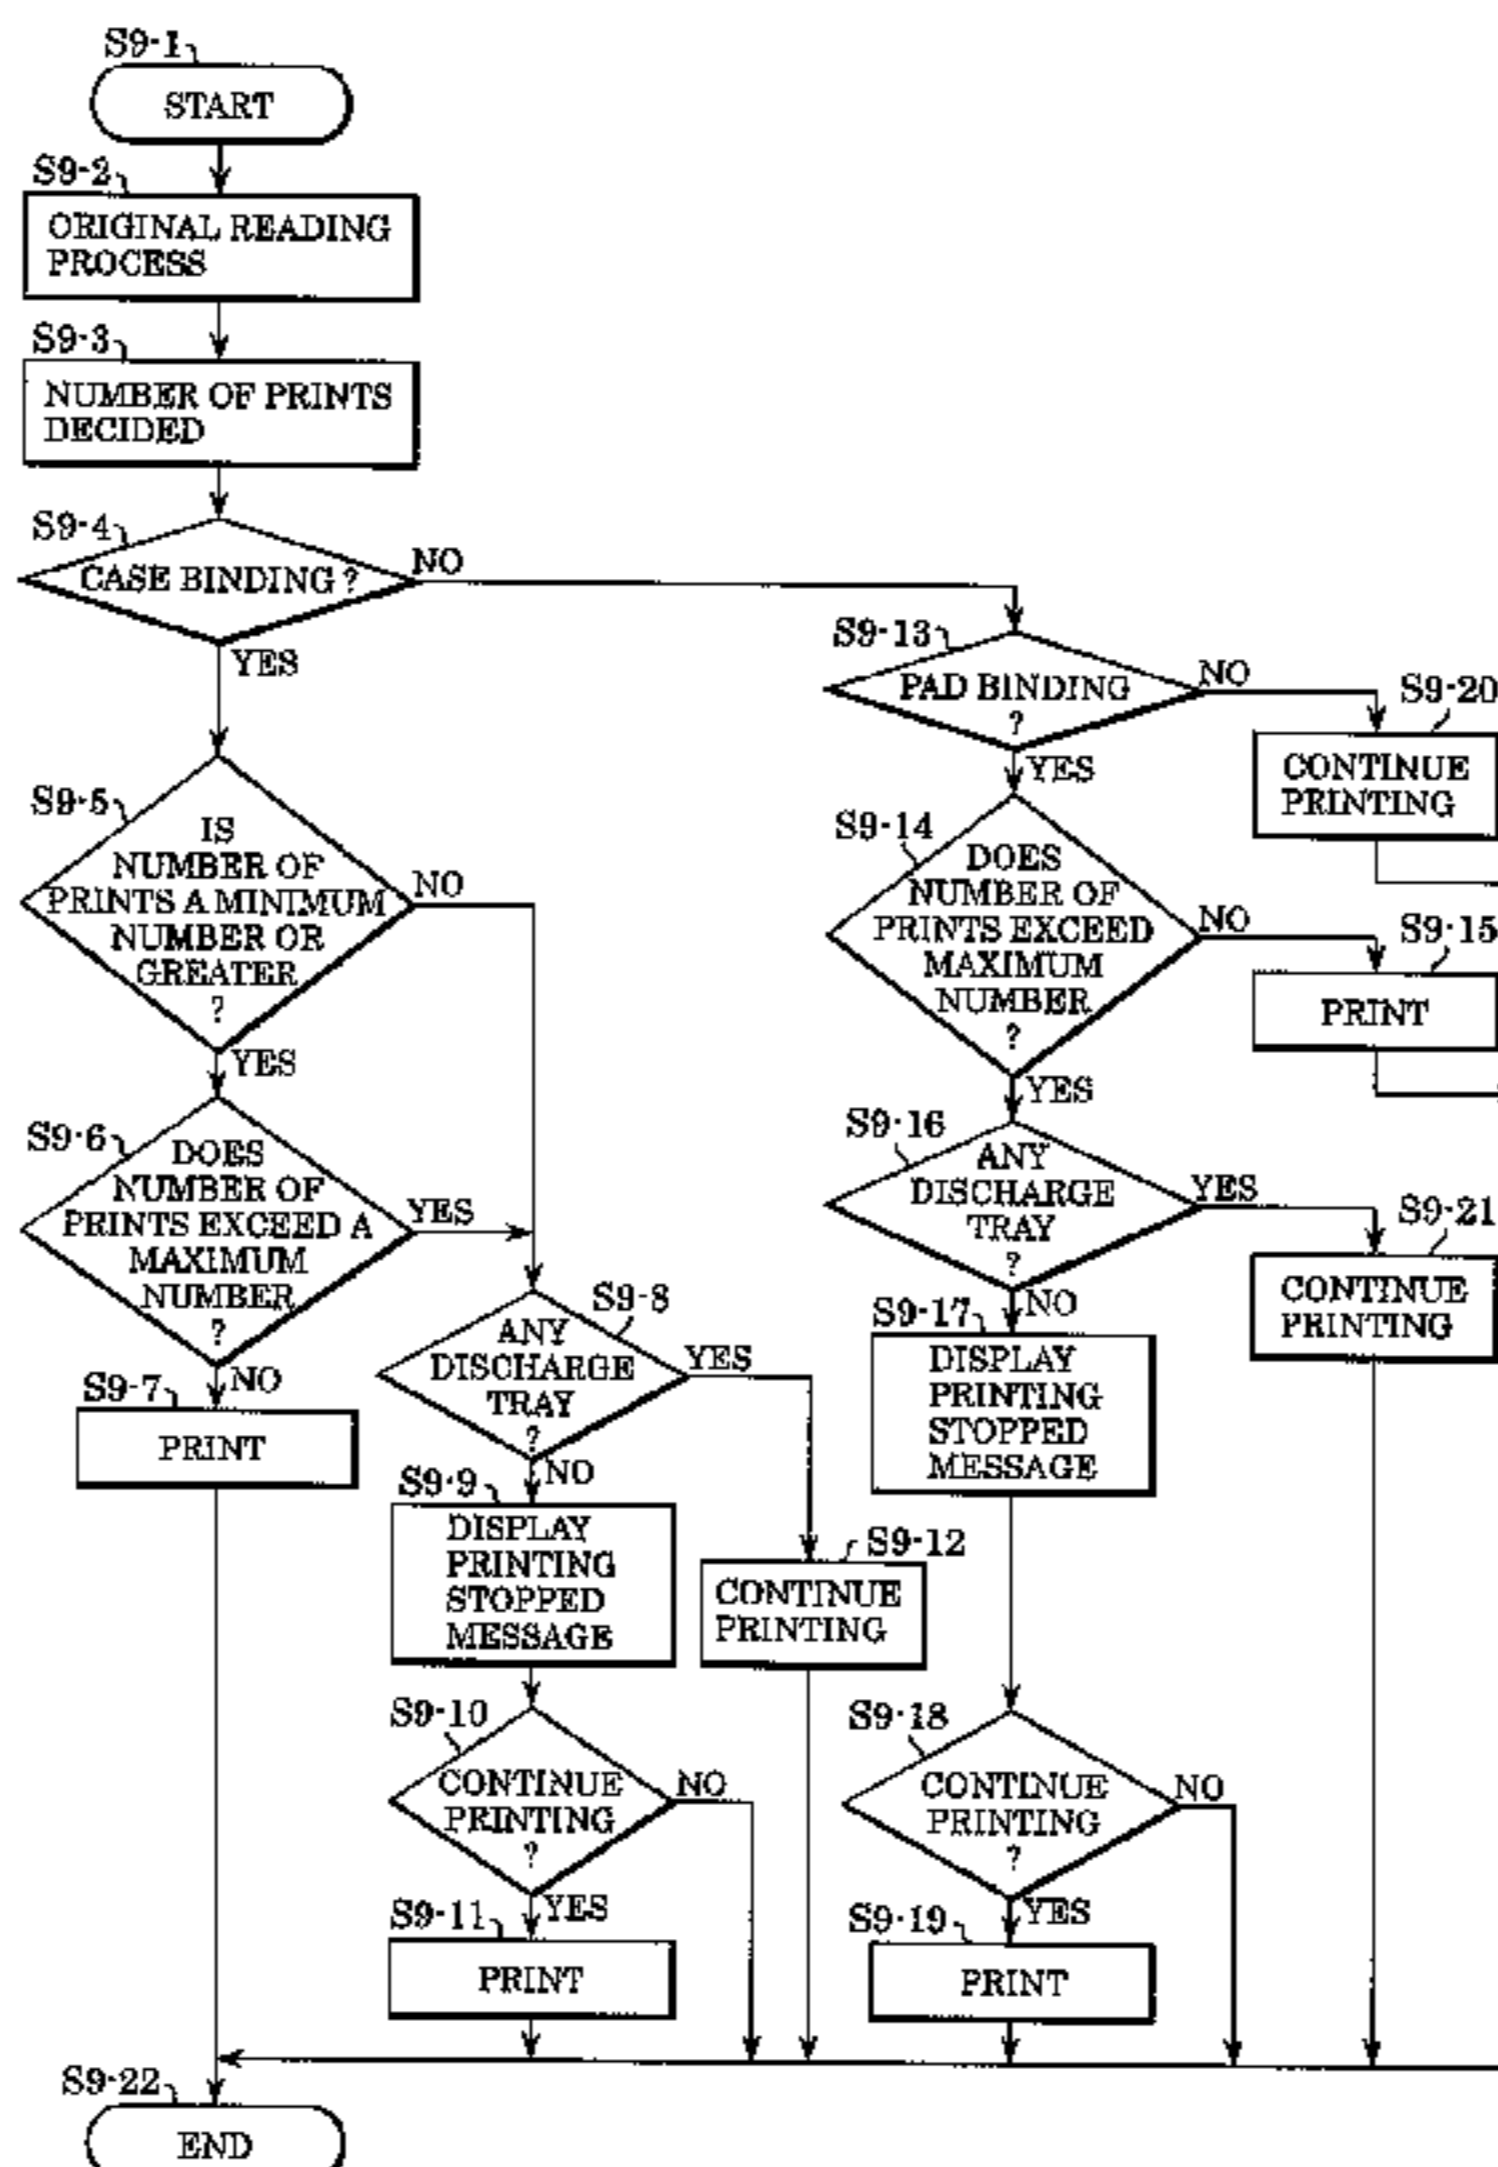 S9-1
START
S9-2
ORIGINAL READING
PROCESS
S9-3
NUMBER OF PRINTS
DECIDED
S9-4
CASE BINDING ?
NO
YES
S9-5
IS
NUMBER OF
PRINTS A MINIMUM
NUMBER OR
GREATER
?
NO
YES
S9-6
DOES
NUMBER OF
PRINTS EXCEED A
MAXIMUM
NUMBER
?
YES
NO
S9-7
PRINT
S9-8
ANY
DISCHARGE
TRAY
?
YES
NO
S9-9
DISPLAY
PRINTING
STOPPED
MESSAGE
S9-12
CONTINUE
PRINTING
S9-10
CONTINUE
PRINTING
?
NO
YES
S9-11
PRINT
S9-13
PAD BINDING
?
NO
YES
S9-20
CONTINUE
PRINTING
S9-14
DOES
NUMBER OF
PRINTS EXCEED
MAXIMUM
NUMBER
?
NO
YES
S9-15
PRINT
S9-16
ANY
DISCHARGE
TRAY
?
YES
NO
S9-21
CONTINUE
PRINTING
S9-17
DISPLAY
PRINTING
STOPPED
MESSAGE
S9-18
CONTINUE
PRINTING
?
NO
YES
S9-19
PRINT
S9-22
END